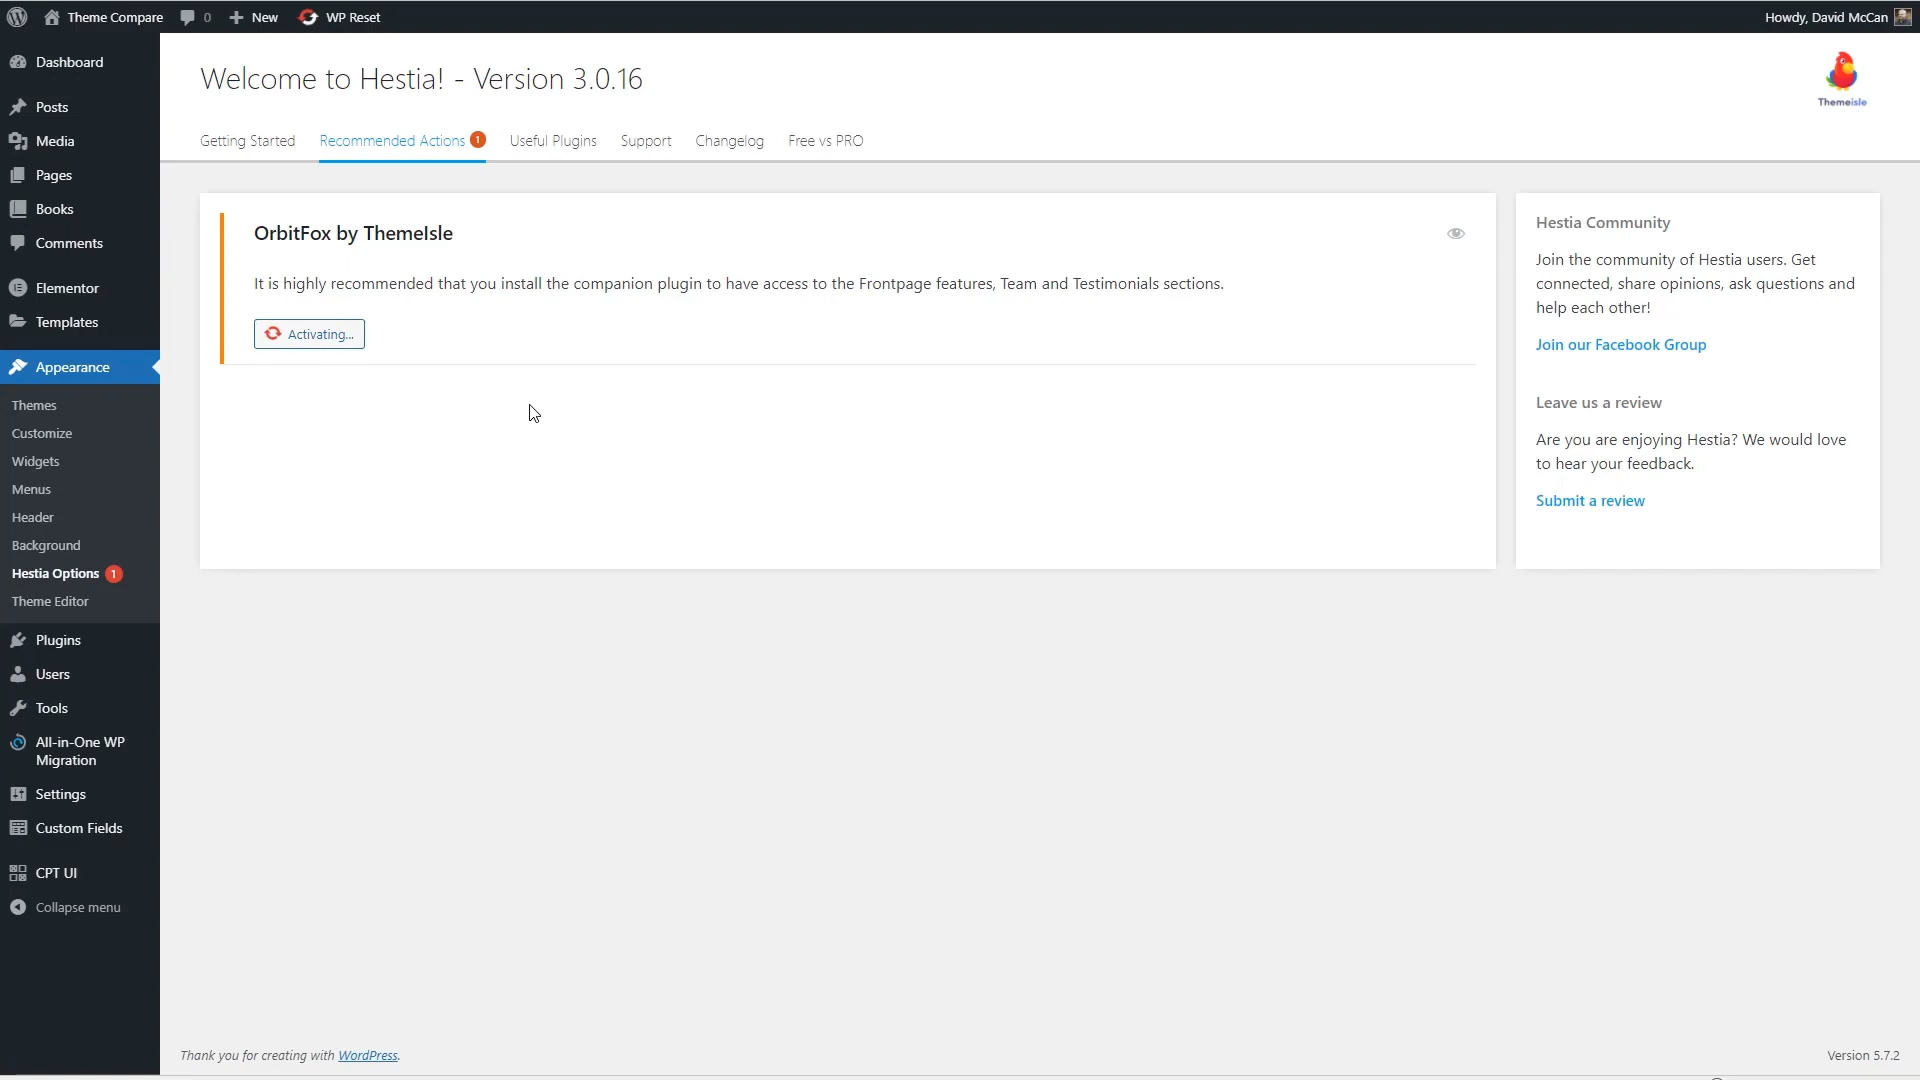 Theme Compare
0
New
WP Reset
Howdy, David McCan
Dashboard
Posts
Media
Pages
Books
Comments
Elementor
Templates
Appearance
Themes
Customize
Widgets
Menus
Header
Background
Hestia Options 1
Theme Editor
Plugins
Users
Tools
All-in-One WP
Migration
Settings
Custom Fields
CPT UI
Collapse menu
Welcome to Hestia! - Version 3.0.16
Themeisle
Getting Started
Recommended Actions 1
Useful Plugins
Support
Changelog
Free vs PRO
OrbitFox by ThemeIsle
It is highly recommended that you install the companion plugin to have access to the Frontpage features, Team and Testimonials sections.
Activating...
Hestia Community
Join the community of Hestia users. Get
connected, share opinions, ask questions and
help each other!
Join our Facebook Group
Leave us a review
Are you are enjoying Hestia? We would love
to hear your feedback.
Submit a review
Thank you for creating with WordPress.
Version 5.7.2